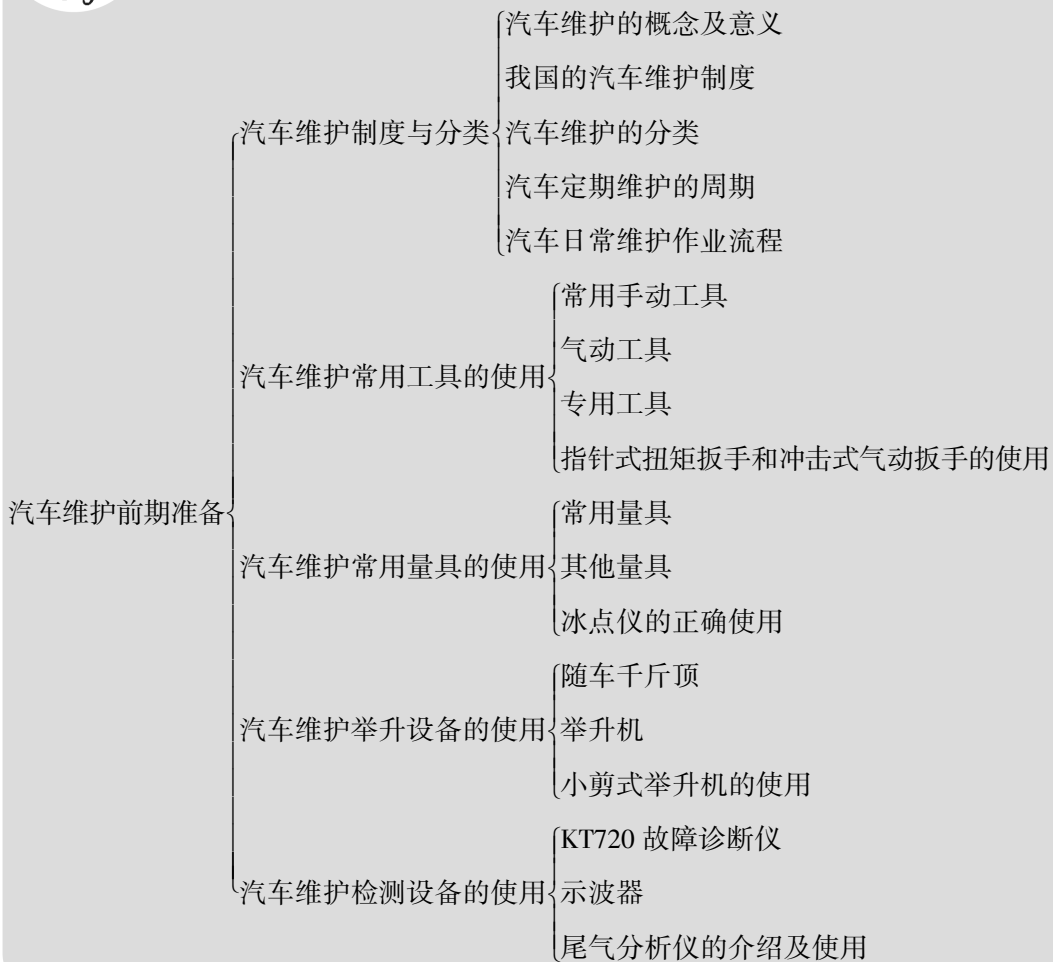 汽车维护前期准备
汽车维护制度与分类
汽车维护的概念及意义
我国的汽车维护制度
汽车维护的分类
汽车定期维护的周期
汽车日常维护作业流程
汽车维护常用工具的使用
常用手动工具
气动工具
专用工具
指针式扭矩扳手和冲击式气动扳手的使用
汽车维护常用量具的使用
常用量具
其他量具
冰点仪的正确使用
汽车维护举升设备的使用
随车千斤顶
举升机
小剪式举升机的使用
汽车维护检测设备的使用
KT720 故障诊断仪
示波器
尾气分析仪的介绍及使用